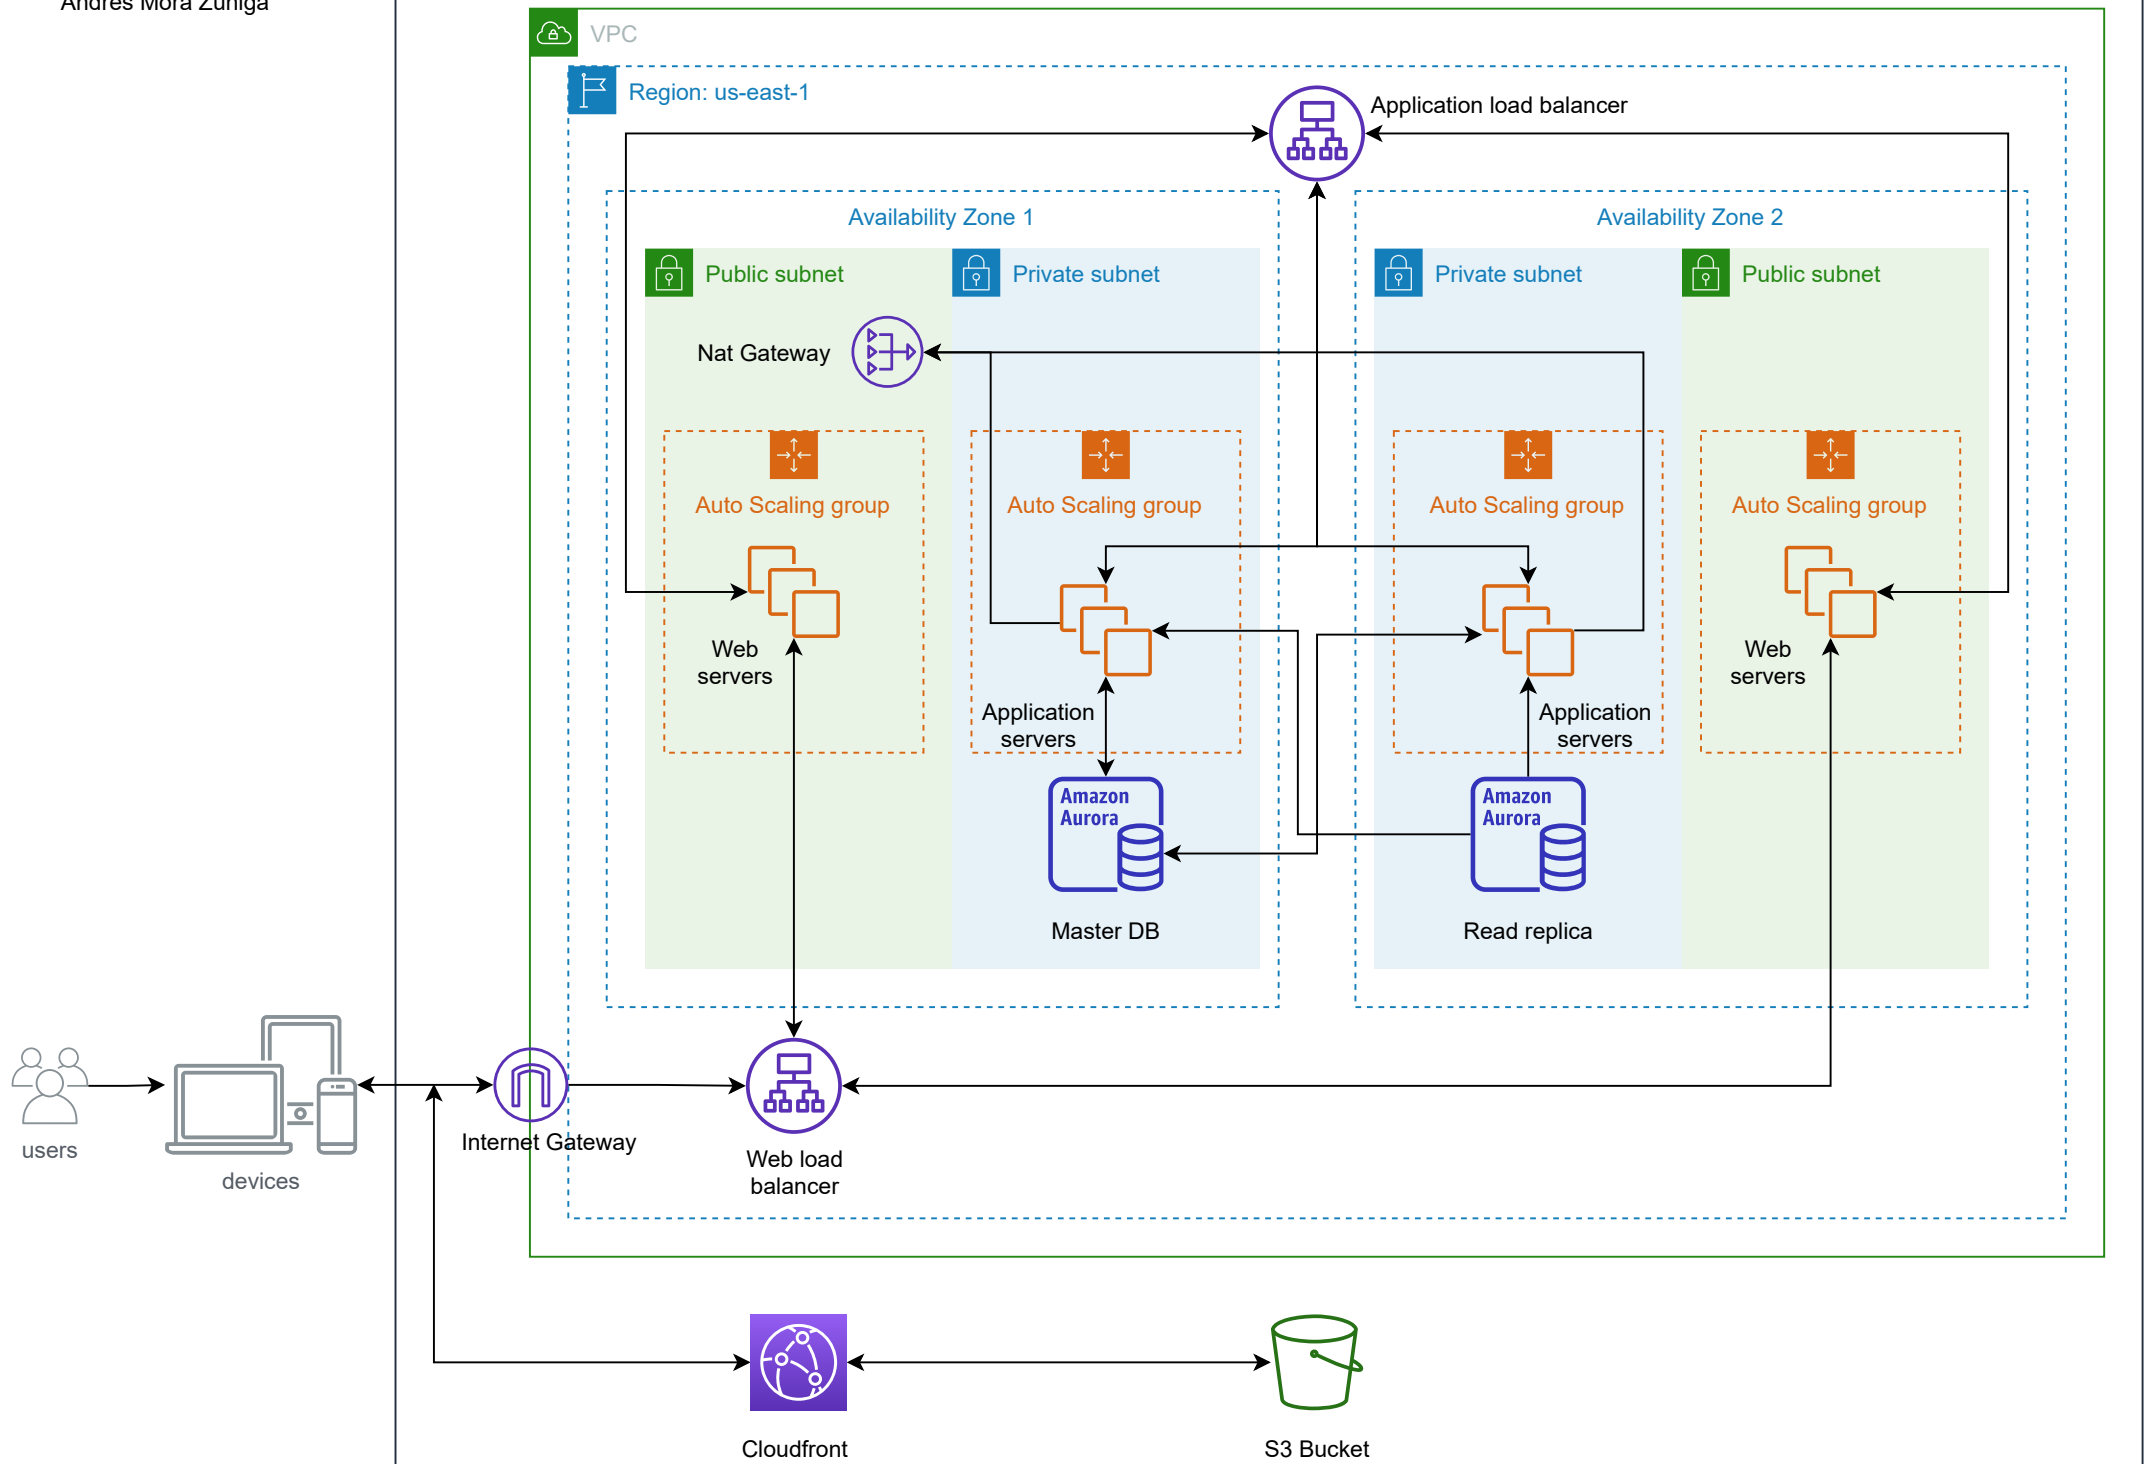 Andrés Mora Zúñiga
VPC
Region: us-east-1
Application load balancer
Availability Zone 1
Availability Zone 2
Public subnet
Private subnet
Private subnet
Public subnet
Nat Gateway
Auto Scaling group
Auto Scaling group
Auto Scaling group
Auto Scaling group
Web
servers
Web
servers
Application
servers
Application
servers
Amazon
Aurora
Amazon
Aurora
Master DB
Read replica
users
devices
Internet Gateway
Web load
balancer
Cloudfront
S3 Bucket